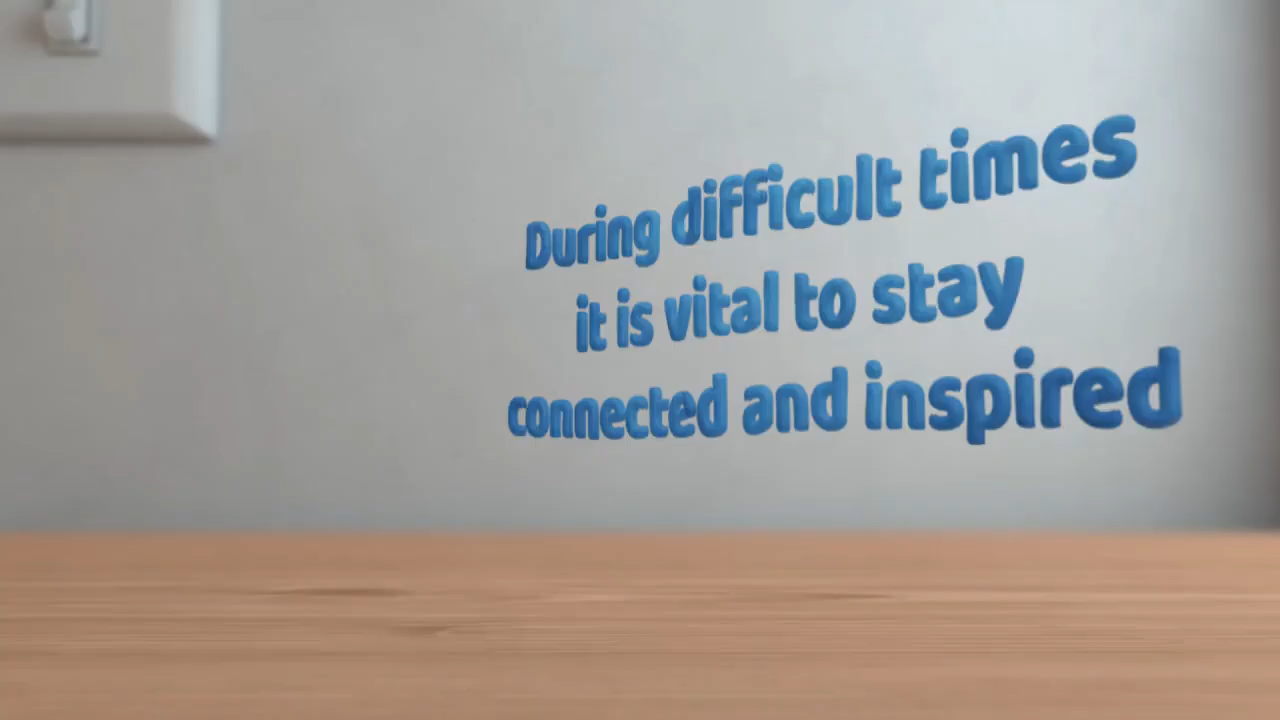 During difficult times
it is vital to stay
connected and inspired